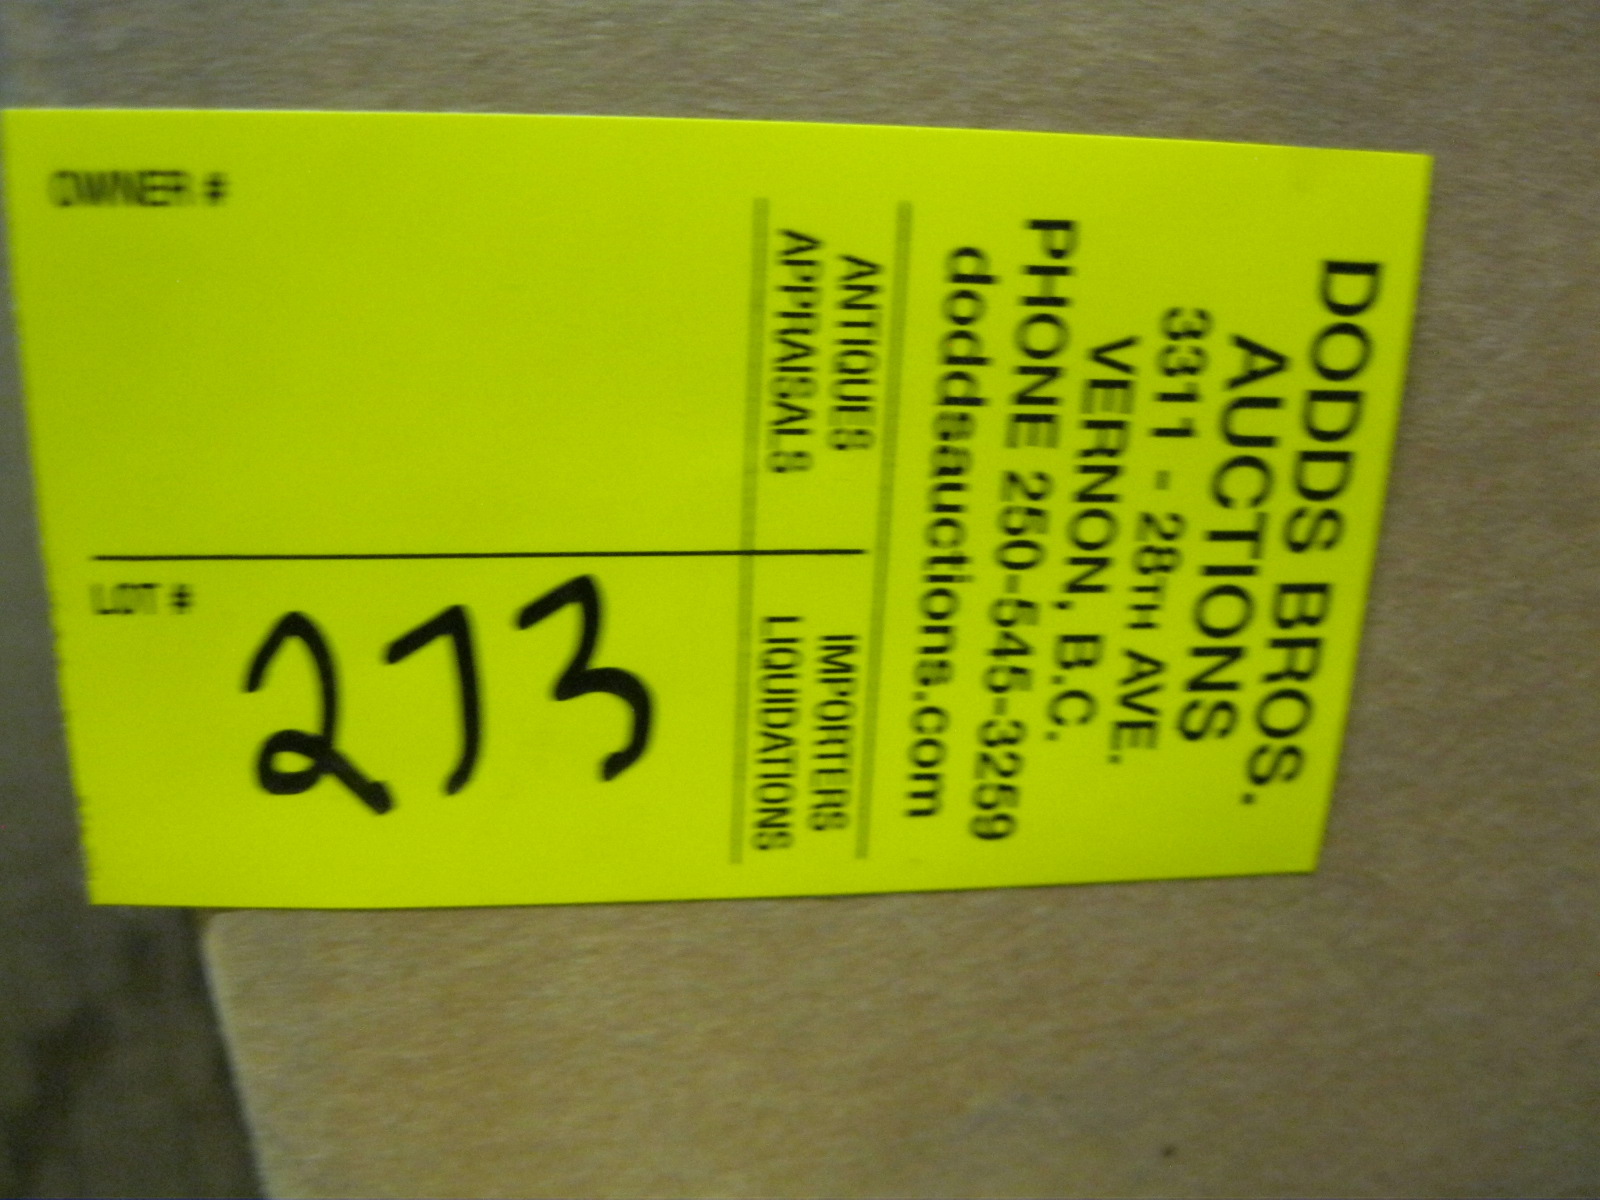 DODDS BROS.
AUCTIONS
3311 - 28TH AVE.
VERNON, B.C.
PHONE 250-545-3259
doddsauctions.com
ANTIQUES IMPORTERS
APPRAISALS LIQUIDATIONS
OWNER #
LOT #
273